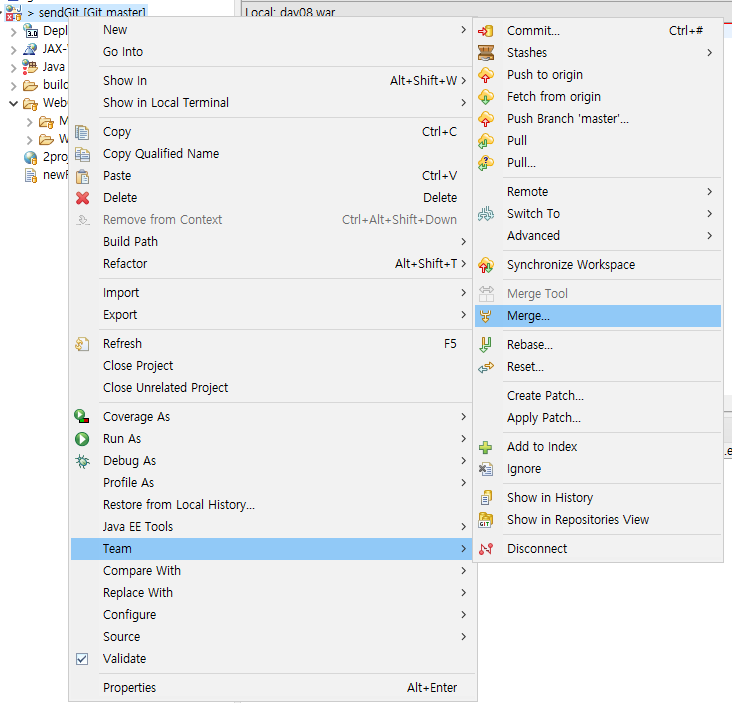 > sendGit [Git master]
Local: day08.war
Depl
JAX-
Java
build
Web
M
W
2proj
newF
New
Go Into
Show In Alt+Shift+W
Show in Local Terminal
Copy Ctrl+C
Copy Qualified Name
Paste Ctrl+V
Delete Delete
Remove from Context Ctrl+Alt+Shift+Down
Build Path
Refactor Alt+Shift+T
Import
Export
Refresh F5
Close Project
Close Unrelated Project
Coverage As
Run As
Debug As
Profile As
Restore from Local History...
Java EE Tools
Team
Compare With
Replace With
Configure
Source
Validate
Properties Alt+Enter
Commit... Ctrl+#
Stashes
Push to origin
Fetch from origin
Push Branch 'master'...
Pull
Pull...
Remote
Switch To
Advanced
Synchronize Workspace
Merge Tool
Merge...
Rebase...
Reset...
Create Patch...
Apply Patch...
Add to Index
Ignore
Show in History
Show in Repositories View
Disconnect